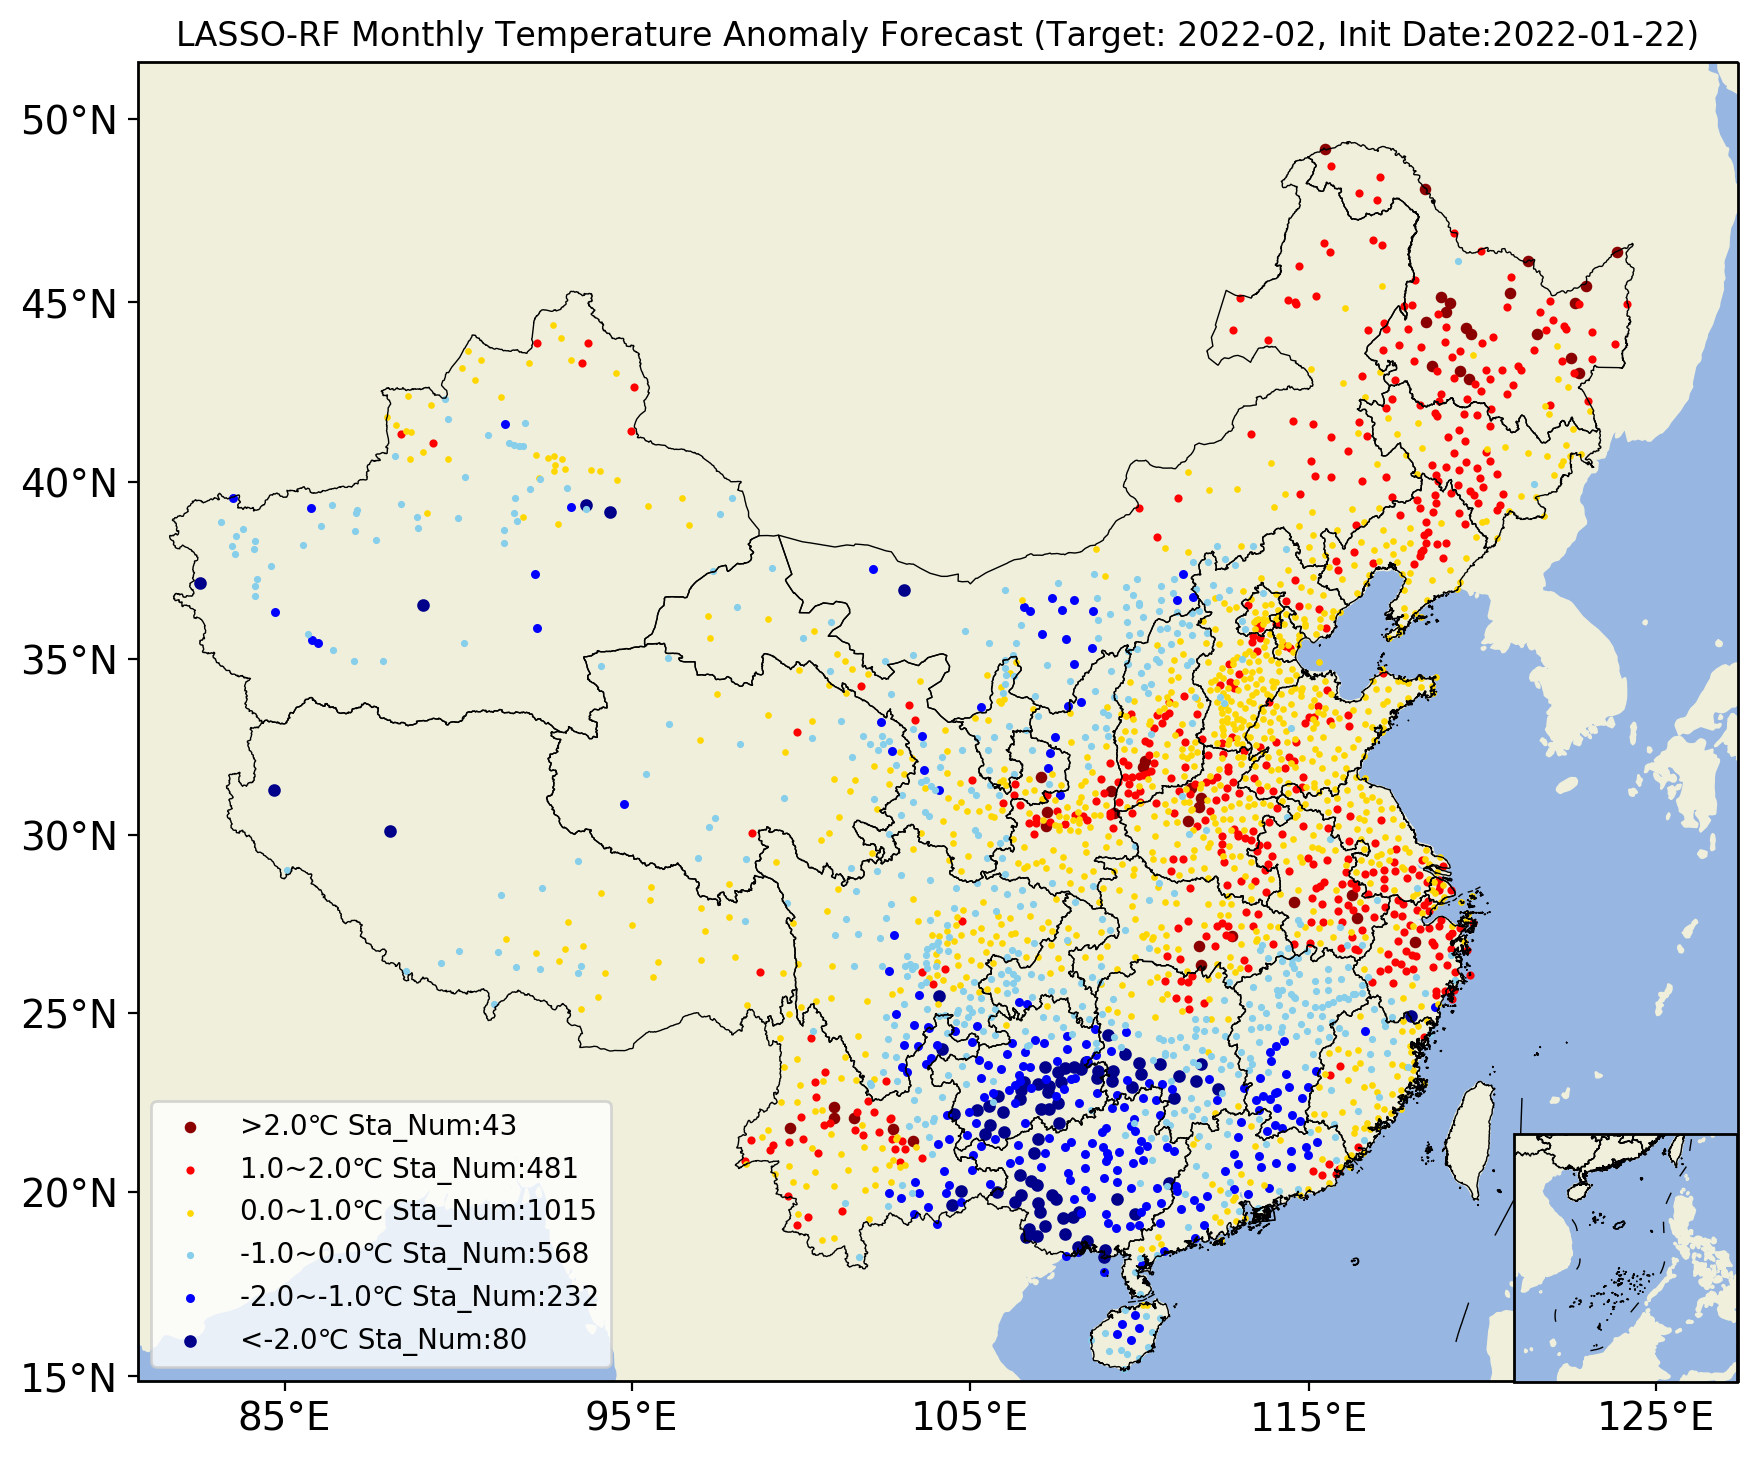 LASSO-RF Monthly Temperature Anomaly Forecast (Target: 2022-02, Init Date:2022-01-22)
50°N
45°N
40°N
35°N
30°N
25°N
20°N
15°N
>2.0℃ Sta_Num:43
1.0~2.0℃ Sta_Num:481
0.0~1.0℃ Sta_Num:1015
-1.0~0.0℃ Sta_Num:568
-2.0~-1.0℃ Sta_Num:232
<-2.0℃ Sta_Num:80
85°E
95°E
105°E
115°E
125°E